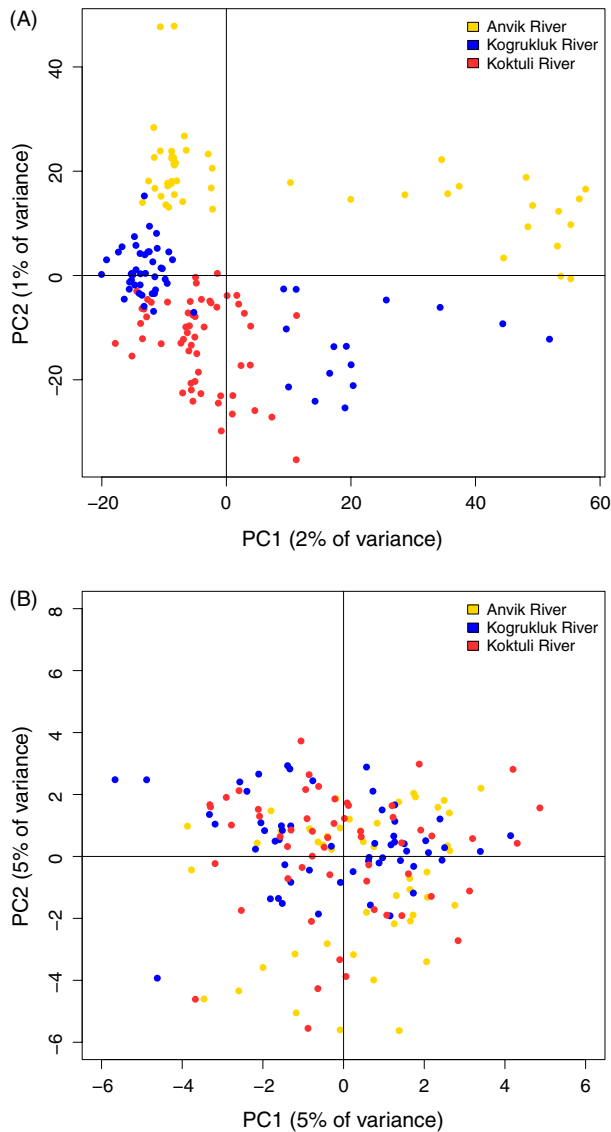 (A)
Anvik River
Kogrukluk River
Koktuli River
40
20
0
−20
PC2 (1% of variance)
−20 0 20 40 60
PC1 (2% of variance)
(B)
Anvik River
Kogrukluk River
Koktuli River
8
6
4
2
0
−2
−4
−6
PC2 (5% of variance)
−6 −4 −2 0 2 4 6
PC1 (5% of variance)